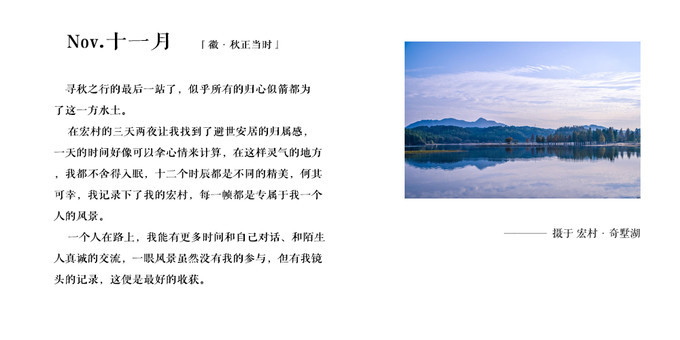 Nov.十一月 「徽·秋正当时」
寻秋之行的最后一站了，似乎所有的归心似箭都为
了这一方水土。
在宏村的三天两夜让我找到了避世安居的归属感，
一天的时间好像可以拿心情来计算，在这样灵气的地方
，我都不舍得入眠，十二个时辰都是不同的精美，何其
可幸，我记录下了我的宏村，每一帧都是专属于我一个
人的风景。
一个人在路上，我能有更多时间和自己对话、和陌生
人真诚的交流，一眼风景虽然没有我的参与，但有我镜
头的记录，这便是最好的收获。
——— 摄于 宏村·奇墅湖